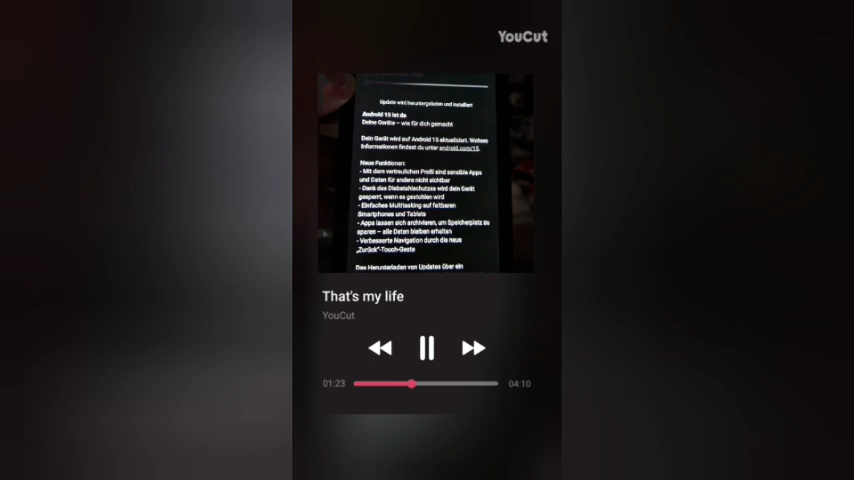 YouCut
Update wird heruntergeladen und installiert
Android 15 ist da
Deine Geräte – wie für dich gemacht
Dein Gerät wird auf Android 15 aktualisiert. Weitere
Informationen findest du unter android.com/15.
Neue Funktionen:
- Mit dem vertraulichen Profil sind sensible Apps
und Daten für andere nicht sichtbar
- Dank des Diebstahlschutzes wird dein Gerät
gesperrt, wenn es gestohlen wird
- Einfaches Multitasking auf faltbaren
Smartphones und Tablets
- Apps lassen sich archivieren, um Speicherplatz zu
sparen – alle Daten bleiben erhalten
- Verbesserte Navigation durch die neue
„Zurück“-Touch-Geste
Das Herunterladen von Updates über ein
That's my life
YouCut
01:23
04:10